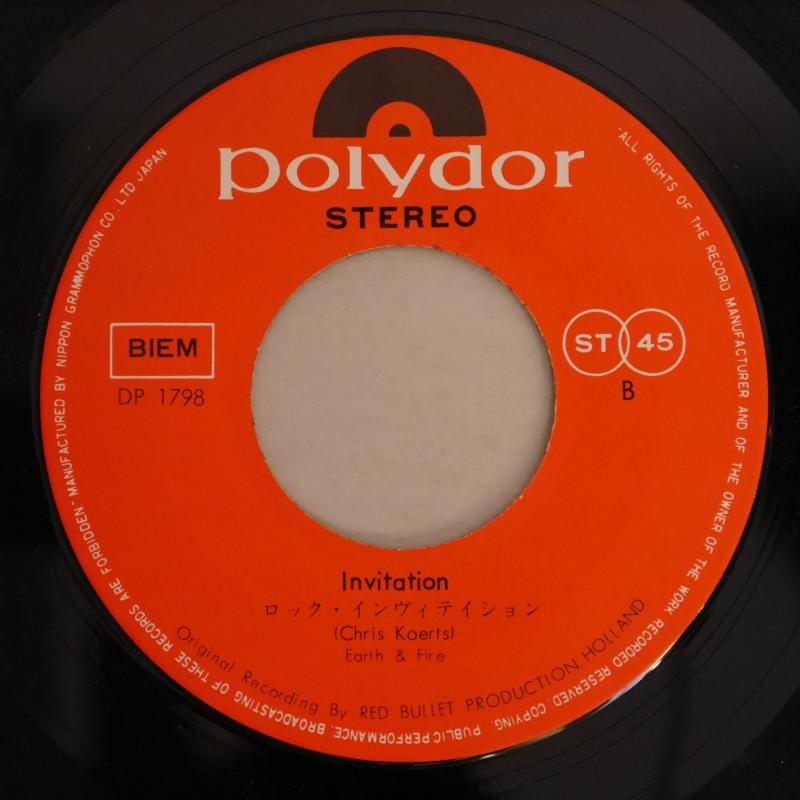 polydor
STEREO
BIEM
DP 1798
ST 45
B
Invitation
ロック・インヴィテイション
(Chris Koerts)
Earth & Fire
Original Recording By RED BULLET PRODUCTION, HOLLAND
ALL RIGHTS OF THE RECORD MANUFACTURER AND OF THE OWNER OF THE WORK RECORDED RESERVED. COPYING, PUBLIC PERFORMANCE, BROADCASTING OF THESE RECORDS ARE FORBIDDEN · MANUFACTURED BY NIPPON GRAMMOPHON CO., LTD JAPAN